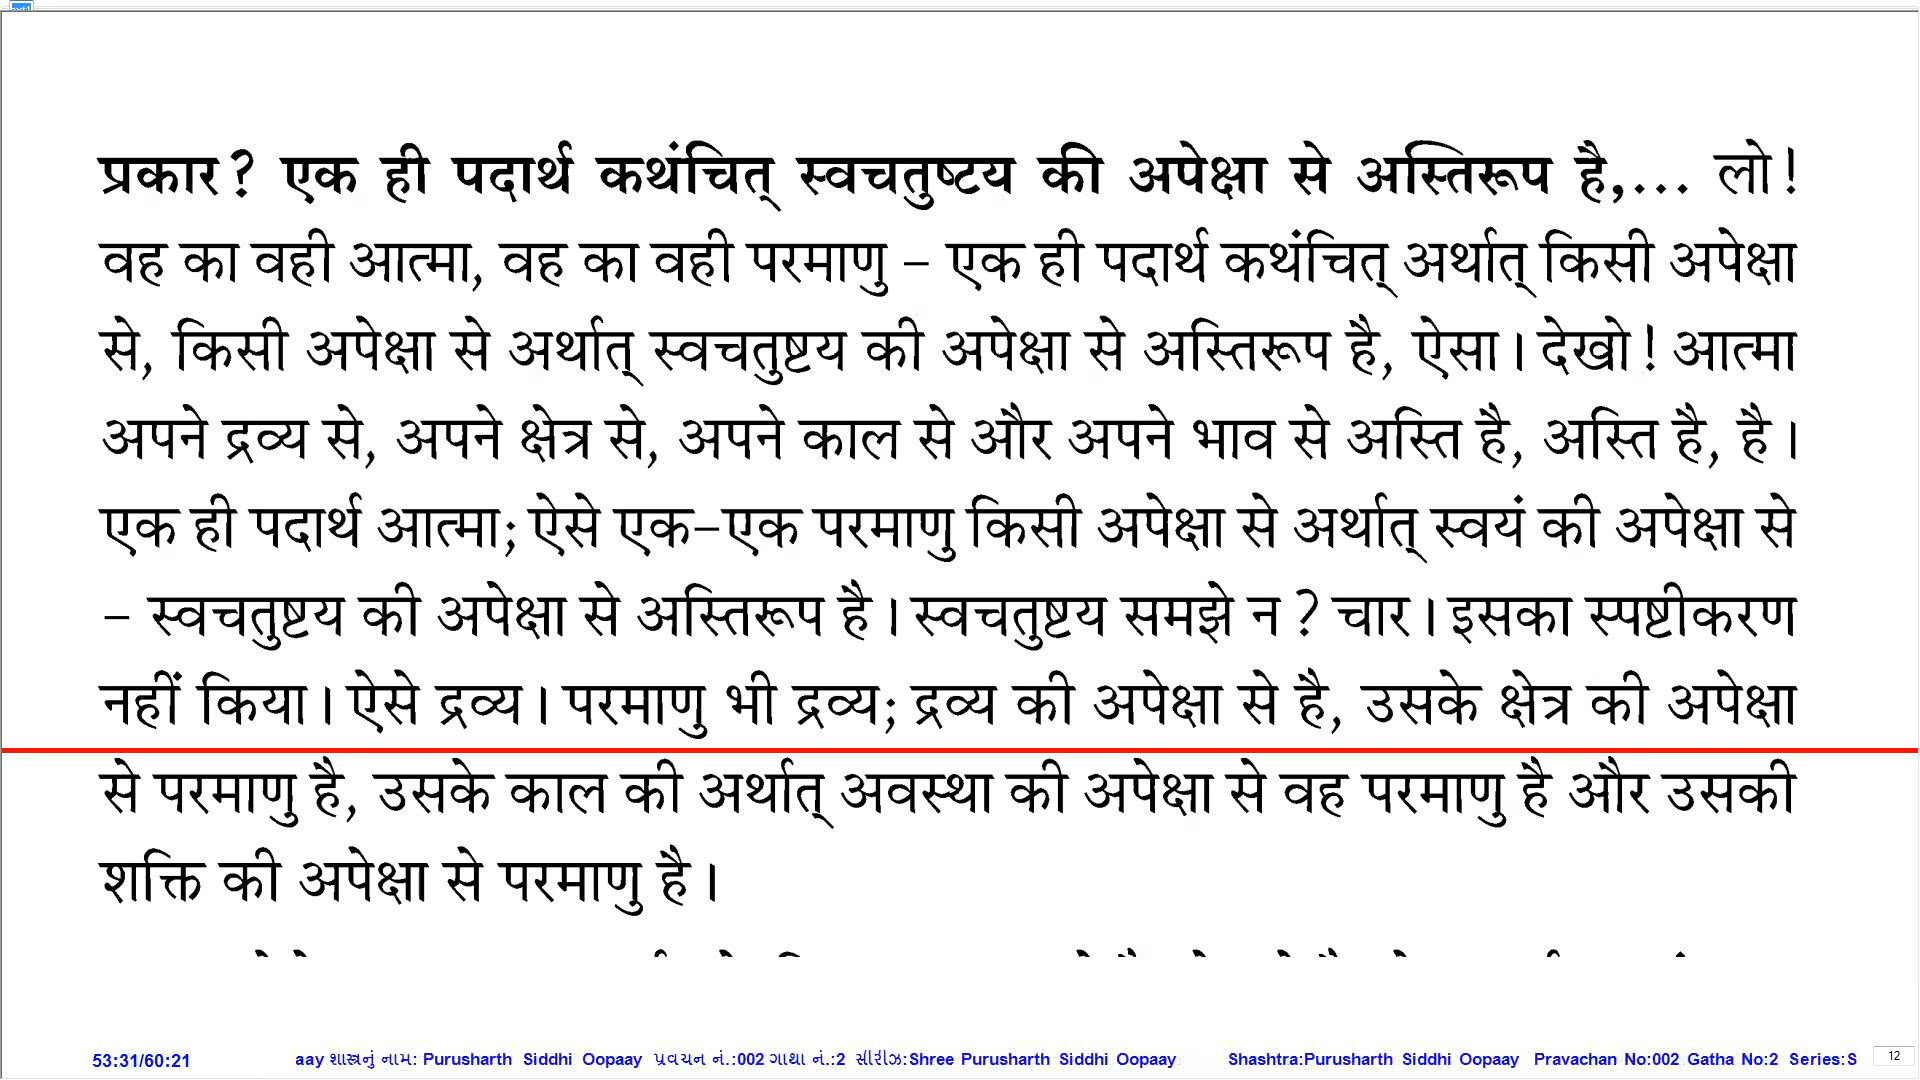 प्रकार? एक ही पदार्थ कथंचित् स्वचतुष्टय की अपेक्षा से अस्तिरूप है,... लो!
वह का वही आत्मा, वह का वही परमाणु – एक ही पदार्थ कथंचित् अर्थात् किसी अपेक्षा
से, किसी अपेक्षा से अर्थात् स्वचतुष्टय की अपेक्षा से अस्तिरूप है, ऐसा। देखो! आत्मा
अपने द्रव्य से, अपने क्षेत्र से, अपने काल से और अपने भाव से अस्ति है, अस्ति है, है।
एक ही पदार्थ आत्मा; ऐसे एक-एक परमाणु किसी अपेक्षा से अर्थात् स्वयं की अपेक्षा से
– स्वचतुष्टय की अपेक्षा से अस्तिरूप है। स्वचतुष्टय समझे न? चार। इसका स्पष्टीकरण
नहीं किया। ऐसे द्रव्य। परमाणु भी द्रव्य; द्रव्य की अपेक्षा से है, उसके क्षेत्र की अपेक्षा
से परमाणु है, उसके काल की अर्थात् अवस्था की अपेक्षा से वह परमाणु है और उसकी
शक्ति की अपेक्षा से परमाणु है।
53:31/60:21 aay શાસ્ત્રનું નામ: Purusharth Siddhi Oopaay પ્રવચન નં.:002 ગાથા નં.:2 સીરીઝ:Shree Purusharth Siddhi Oopaay Shashtra:Purusharth Siddhi Oopaay Pravachan No:002 Gatha No:2 Series:S 12